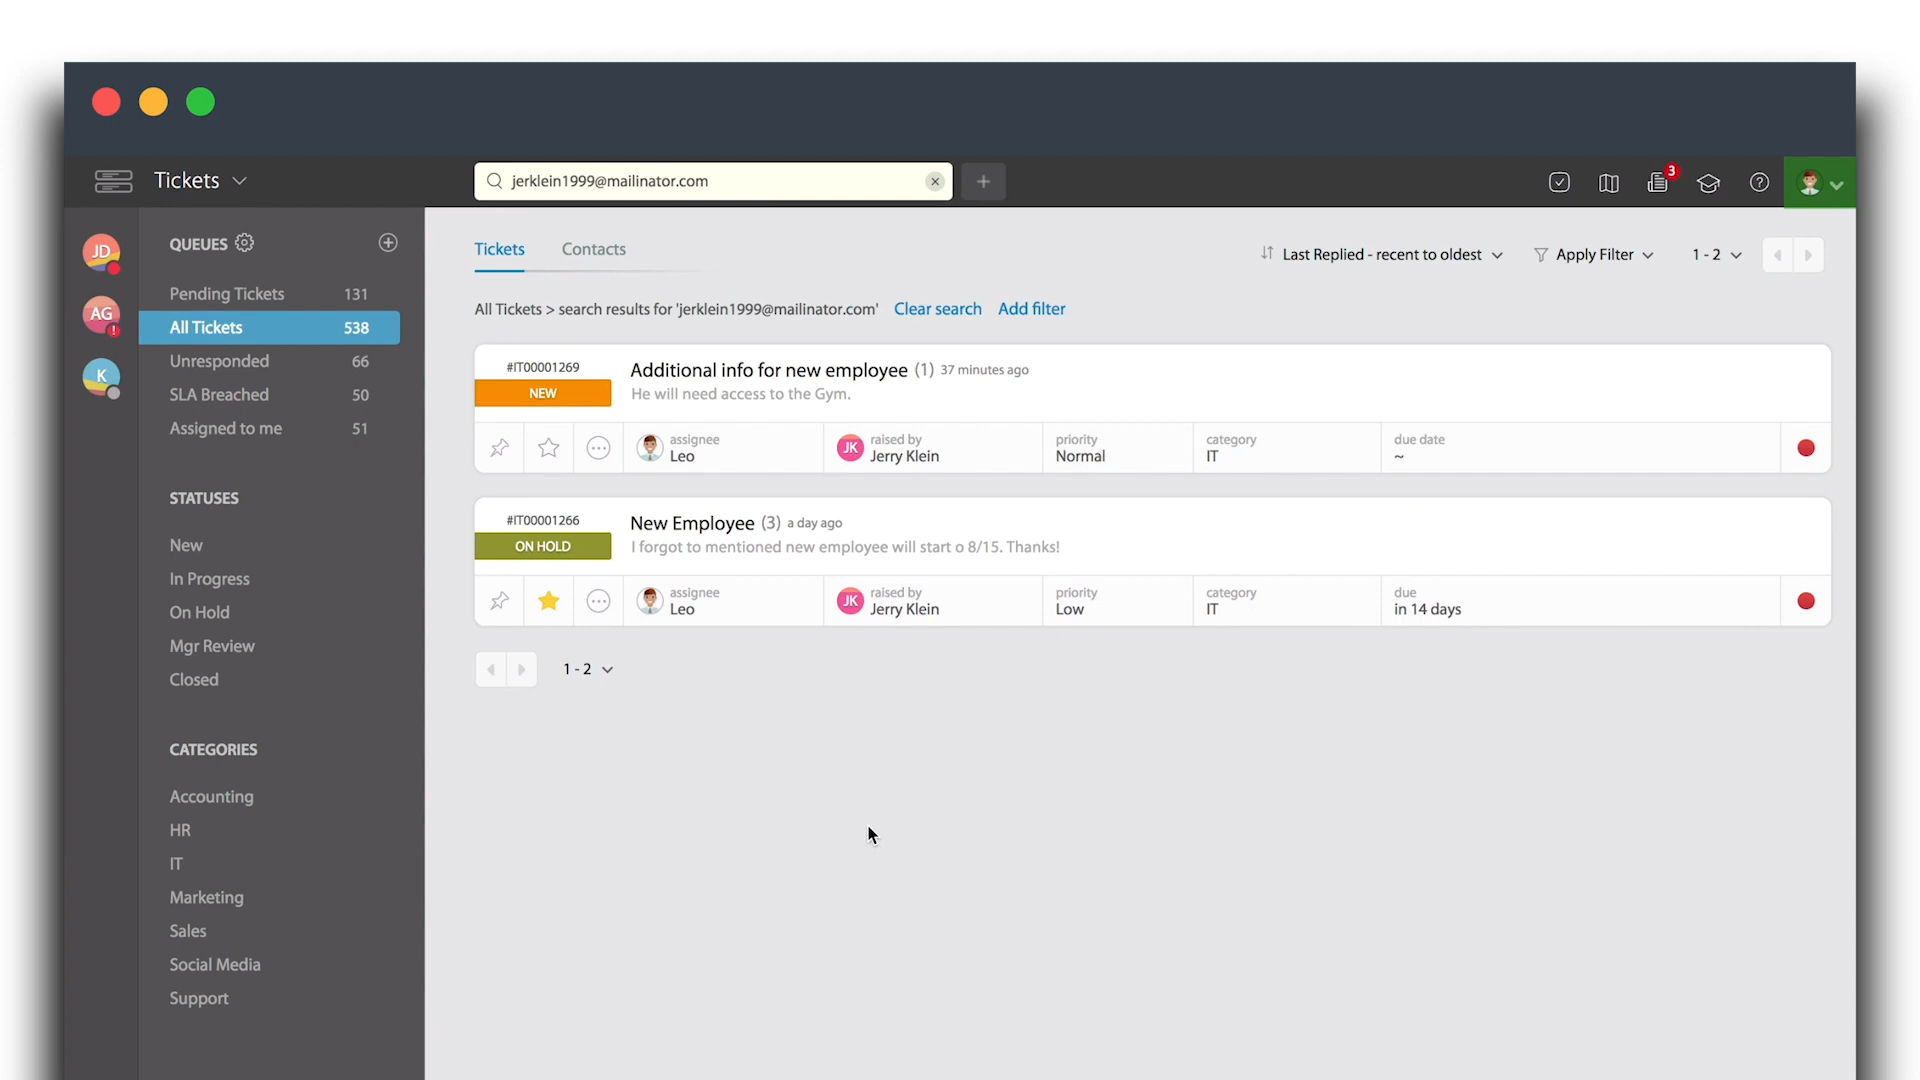 Tickets
jerklein1999@mailinator.com
3
JD
AG
!
K
QUEUES
Pending Tickets 131
All Tickets 538
Unresponded 66
SLA Breached 50
Assigned to me 51
STATUSES
New
In Progress
On Hold
Mgr Review
Closed
CATEGORIES
Accounting
HR
IT
Marketing
Sales
Social Media
Support
Tickets Contacts
Last Replied - recent to oldest Apply Filter 1 - 2
All Tickets > search results for 'jerklein1999@mailinator.com' Clear search Add filter
#IT00001269
NEW
Additional info for new employee (1) 37 minutes ago
He will need access to the Gym.
assignee
Leo
JK
raised by
Jerry Klein
priority
Normal
category
IT
due date
~
#IT00001266
ON HOLD
New Employee (3) a day ago
I forgot to mentioned new employee will start o 8/15. Thanks!
assignee
Leo
JK
raised by
Jerry Klein
priority
Low
category
IT
due
in 14 days
1 - 2